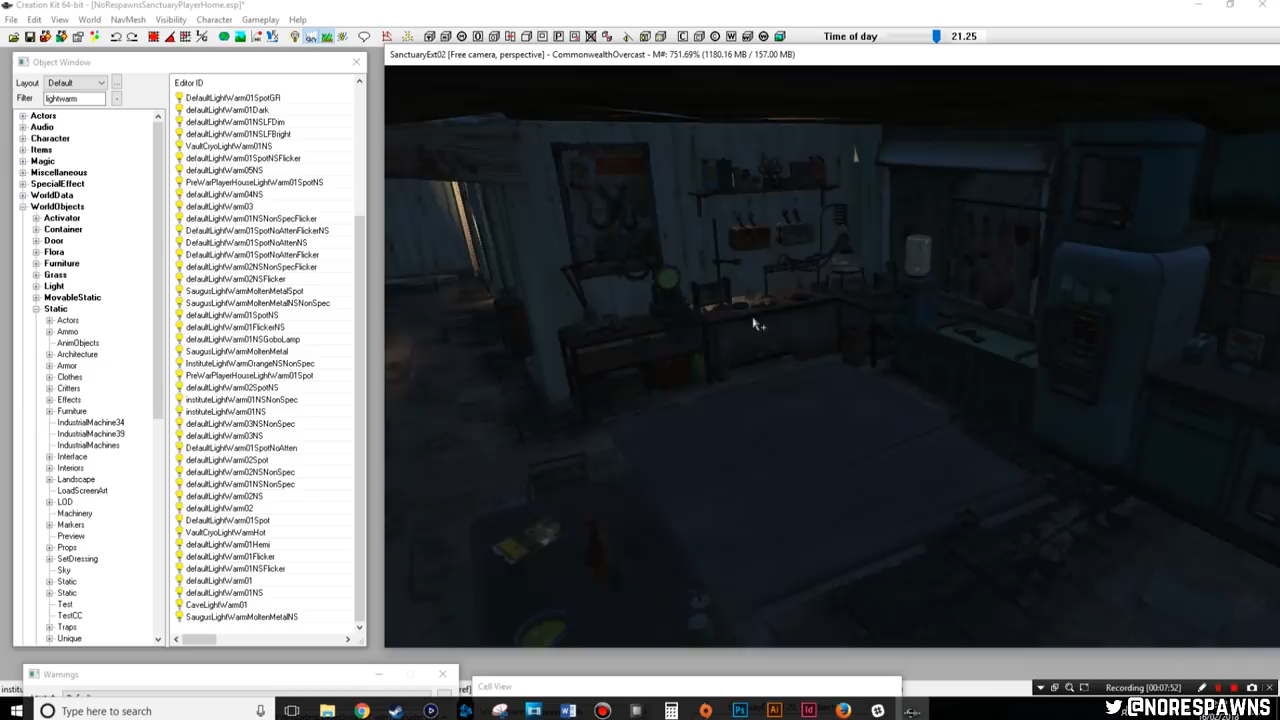 Creation Kit 64-bit - [NoRespawnsSanctuaryPlayerHome.esp]*
File Edit View World NavMesh Visibility Character Gameplay Help
Time of day 21.25
Object Window
SanctuaryExt02 [Free camera, perspective] - CommonwealthOvercast - M#: 751.69% (1180.16 MB / 157.00 MB)
Layout Default
Filter lightwarm
Editor ID
Actors
Audio
Character
Items
Magic
Miscellaneous
SpecialEffect
WorldData
WorldObjects
Activator
Container
Door
Flora
Furniture
Grass
Light
MovableStatic
Static
Actors
Ammo
AnimObjects
Architecture
Armor
Clothes
Critters
Effects
Furniture
IndustrialMachine34
IndustrialMachine39
IndustrialMachines
Interface
Interiors
Landscape
LoadScreenArt
LOD
Machinery
Markers
Preview
Props
SetDressing
Sky
Static
Static
Test
TestCC
Traps
Unique
DefaultLightWarm01SpotGR
defaultLightWarm01Dark
defaultLightWarm01NSLFDim
defaultLightWarm01NSLFBright
VaultCryoLightWarm01NS
defaultLightWarm01SpotNSFlicker
defaultLightWarm05NS
PreWarPlayerHouseLightWarm01SpotNS
defaultLightWarm04NS
defaultLightWarm03
defaultLightWarm01NSNonSpecFlicker
DefaultLightWarm01SpotNoAttenFlickerNS
DefaultLightWarm01SpotNoAttenNS
DefaultLightWarm01SpotNoAttenFlicker
defaultLightWarm02NSNonSpecFlicker
defaultLightWarm02NSFlicker
SaugusLightWarmMoltenMetalSpot
SaugusLightWarmMoltenMetalNSNonSpec
defaultLightWarm01SpotNS
defaultLightWarm01FlickerNS
defaultLightWarm01NSGoboLamp
SaugusLightWarmMoltenMetal
InstituteLightWarmOrangeNSNonSpec
PreWarPlayerHouseLightWarm01Spot
defaultLightWarm02SpotNS
instituteLightWarm01NSNonSpec
instituteLightWarm01NS
defaultLightWarm03NSNonSpec
defaultLightWarm03NS
DefaultLightWarm01SpotNoAtten
defaultLightWarm02Spot
defaultLightWarm02NSNonSpec
defaultLightWarm01NSNonSpec
defaultLightWarm02NS
defaultLightWarm02
DefaultLightWarm01Spot
VaultCryoLightWarmHot
defaultLightWarm01Hemi
defaultLightWarm01Flicker
defaultLightWarm01NSFlicker
defaultLightWarm01
defaultLightWarm01NS
CaveLightWarm01
SaugusLightWarmMoltenMetalNS
Warnings
Cell View
Recording [00:07:52]
Type here to search
@NORESPAWNS